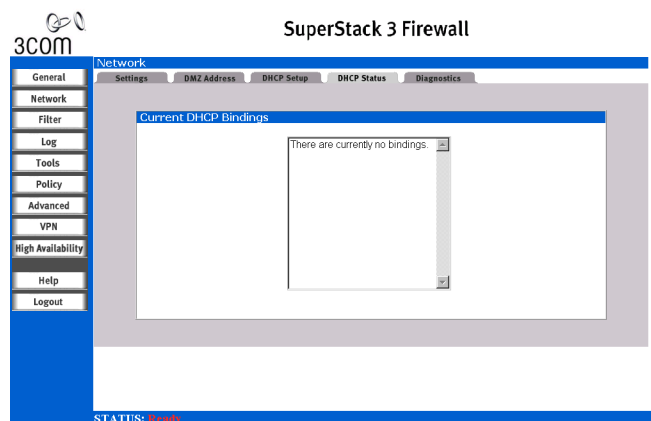 3COM
SuperStack 3 Firewall
Network
Settings DMZ Address DHCP Setup DHCP Status Diagnostics
General
Network
Filter
Log
Tools
Policy
Advanced
VPN
High Availability
Help
Logout
Current DHCP Bindings
There are currently no bindings.
STATUS: Ready